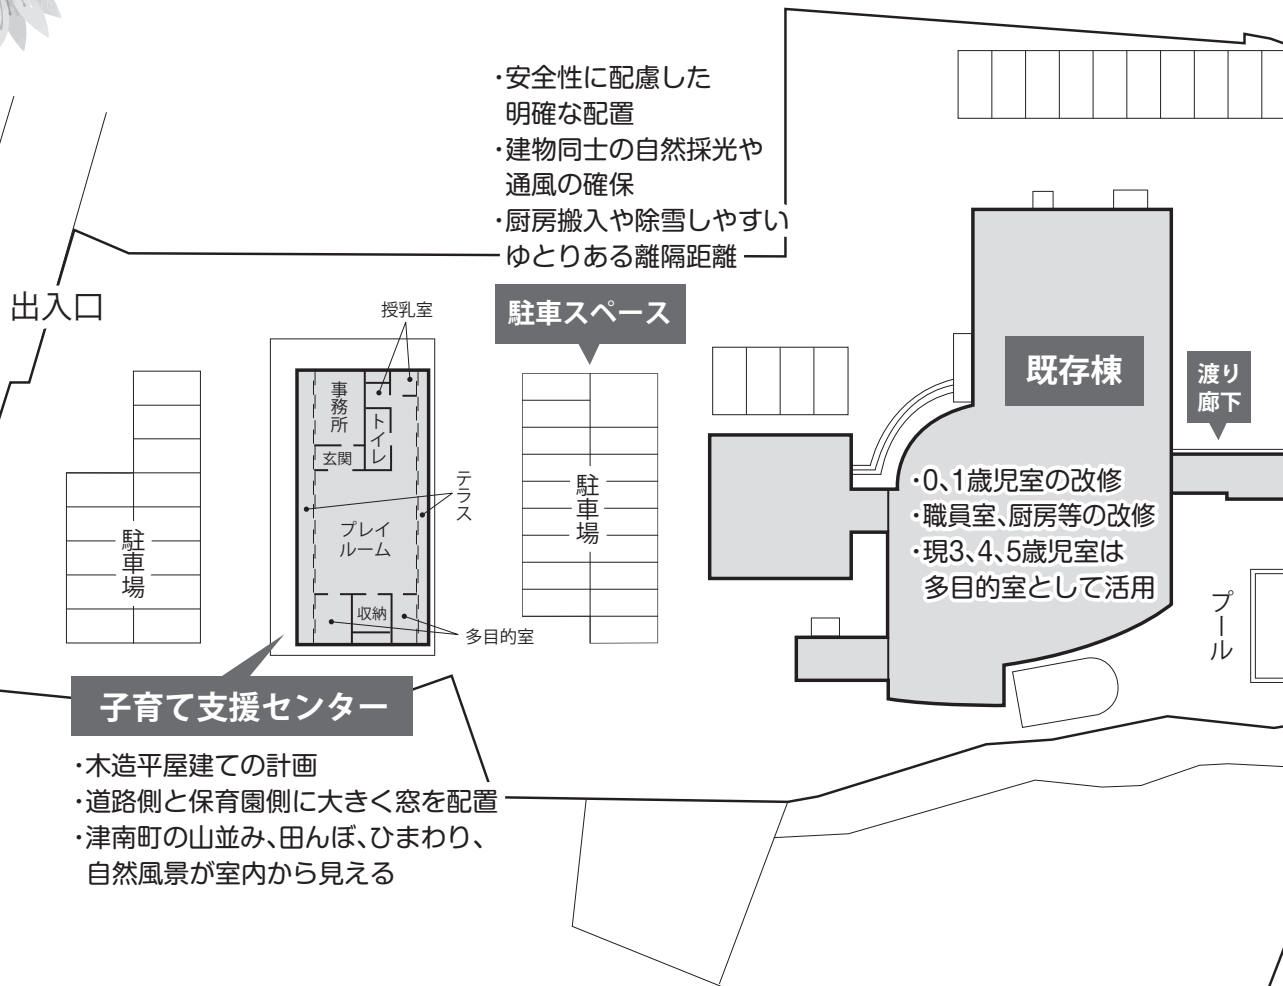 ・安全性に配慮した
明確な配置
・建物同士の自然採光や
通風の確保
・厨房搬入や除雪しやすい
ゆとりある離隔距離
出入口
授乳室
駐車スペース
既存棟
渡り
廊下
事務所
トイレ
玄関
テラス
プレイ
ルーム
収納
多目的室
駐車場
駐車場
・0、1歳児室の改修
・職員室、厨房等の改修
・現3、4、5歳児室は
多目的室として活用
プール
子育て支援センター
・木造平屋建ての計画
・道路側と保育園側に大きく窓を配置
・津南町の山並み、田んぼ、ひまわり、
自然風景が室内から見える